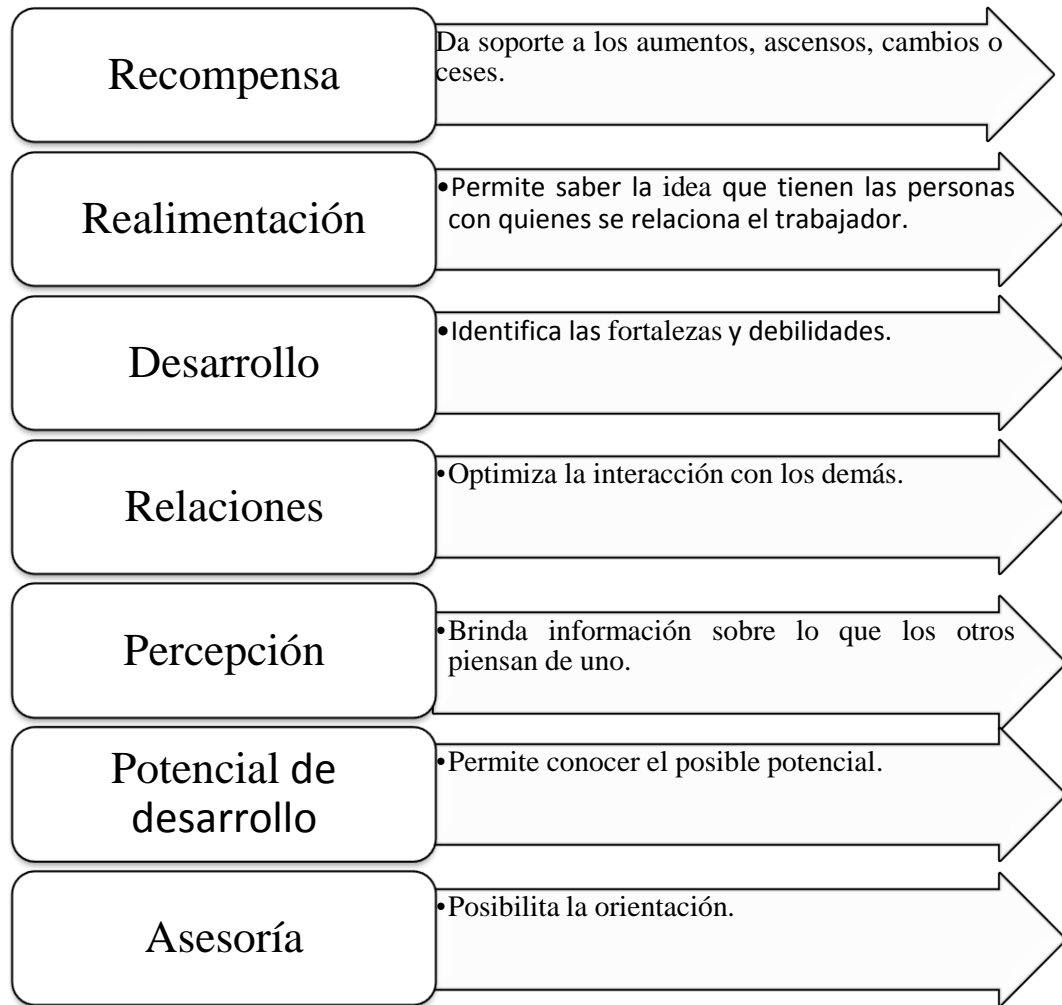 Recompensa
Da soporte a los aumentos, ascensos, cambios o
ceses.
Realimentación
•Permite saber la idea que tienen las personas
con quienes se relaciona el trabajador.
Desarrollo
•Identifica las fortalezas y debilidades.
Relaciones
•Optimiza la interacción con los demás.
Percepción
•Brinda información sobre lo que los otros
piensan de uno.
Potencial de
desarrollo
•Permite conocer el posible potencial.
Asesoría
•Posibilita la orientación.